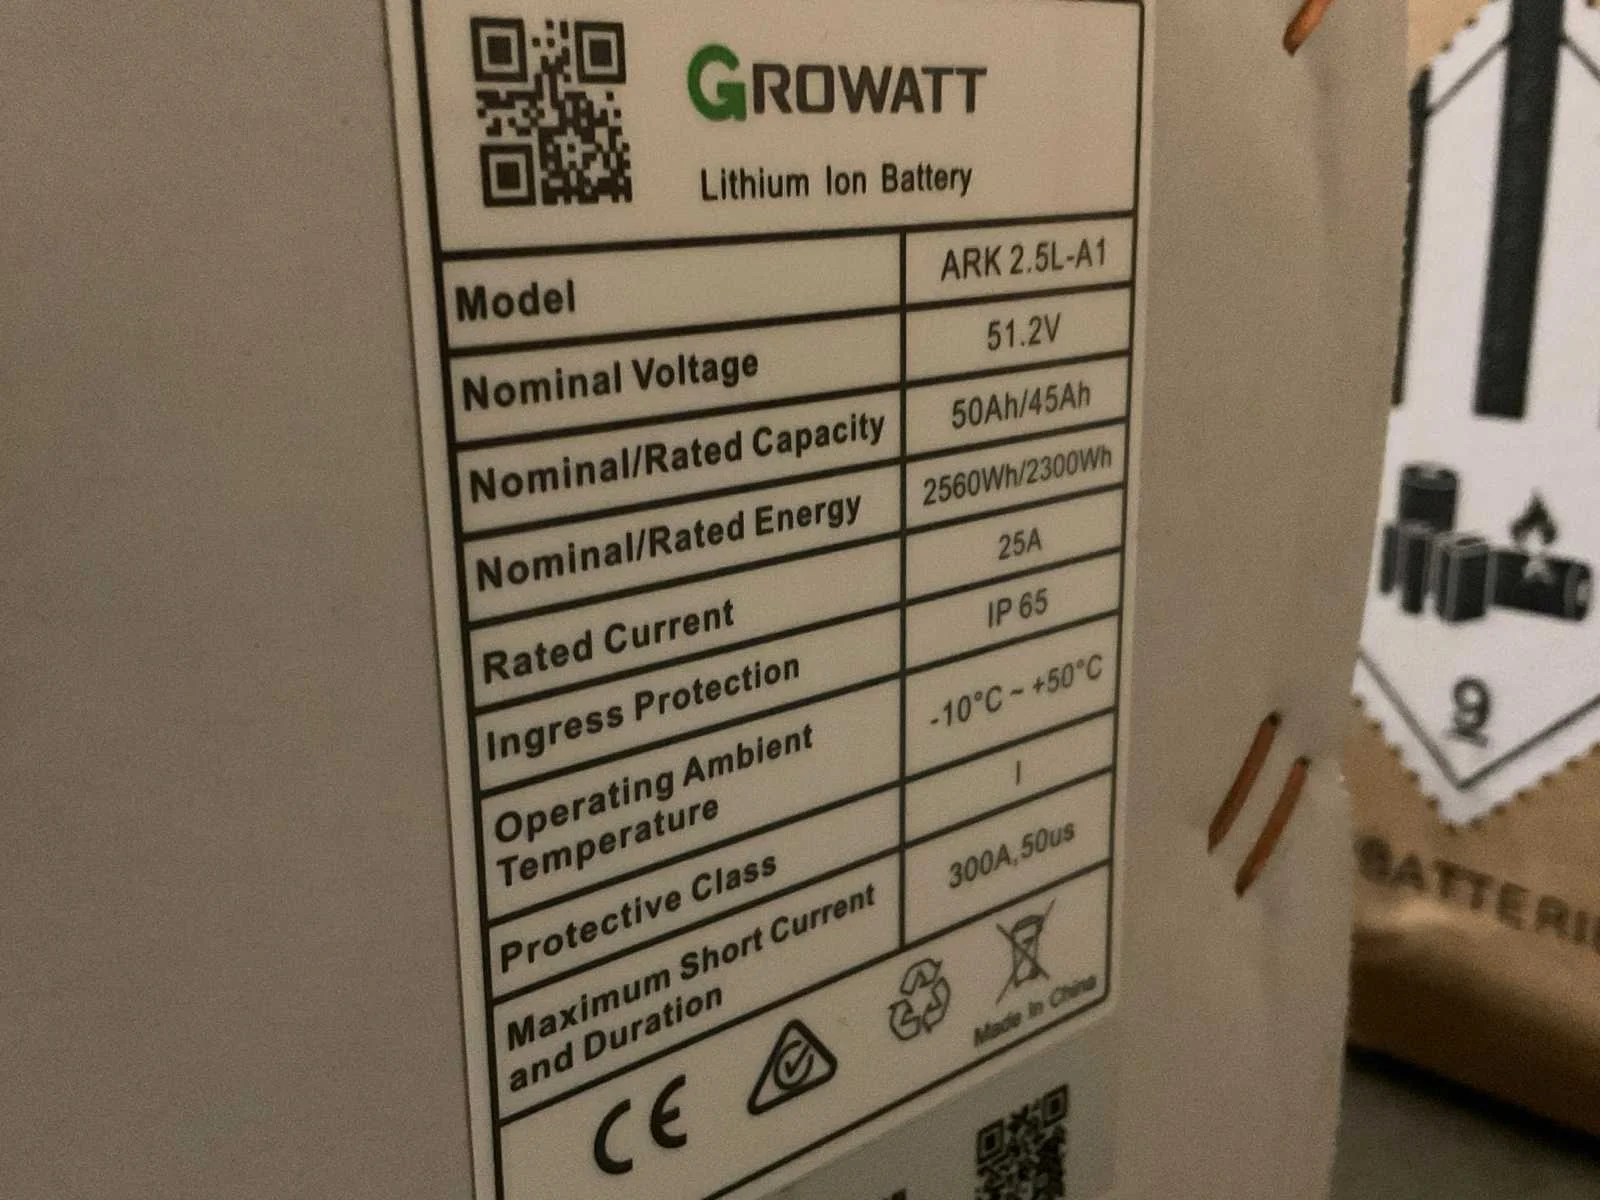 GROWATT
Lithium Ion Battery
Model ARK 2.5L-A1
Nominal Voltage 51.2V
Nominal/Rated Capacity 50Ah/45Ah
Nominal/Rated Energy 2560Wh/2300Wh
Rated Current 25A
Ingress Protection IP 65
Operating Ambient
Temperature -10°C ~ +50°C
Protective Class I
Maximum Short Current
and Duration 300A,50us
CE
Made In China
9